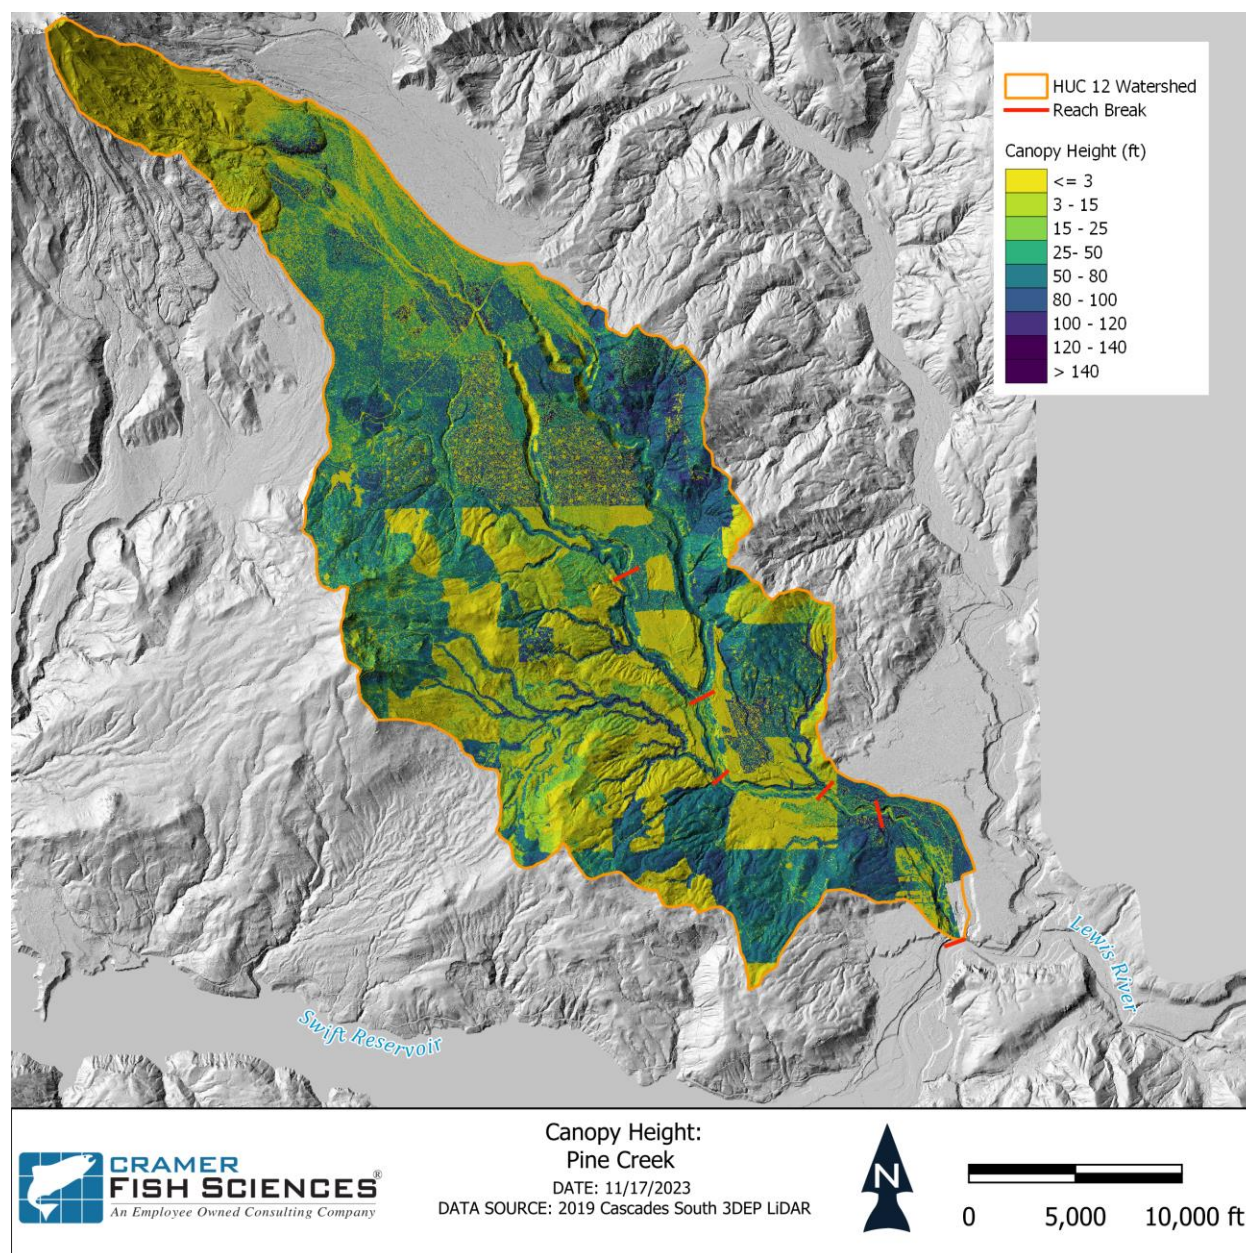 HUC 12 Watershed
Reach Break
Canopy Height (ft)
<= 3
3 - 15
15 - 25
25- 50
50 - 80
80 - 100
100 - 120
120 - 140
> 140
Lewis River
Swift Reservoir
CRAMER
FISH SCIENCES®
An Employee Owned Consulting Company
Canopy Height:
Pine Creek
DATE: 11/17/2023
DATA SOURCE: 2019 Cascades South 3DEP LiDAR
N
0 5,000 10,000 ft